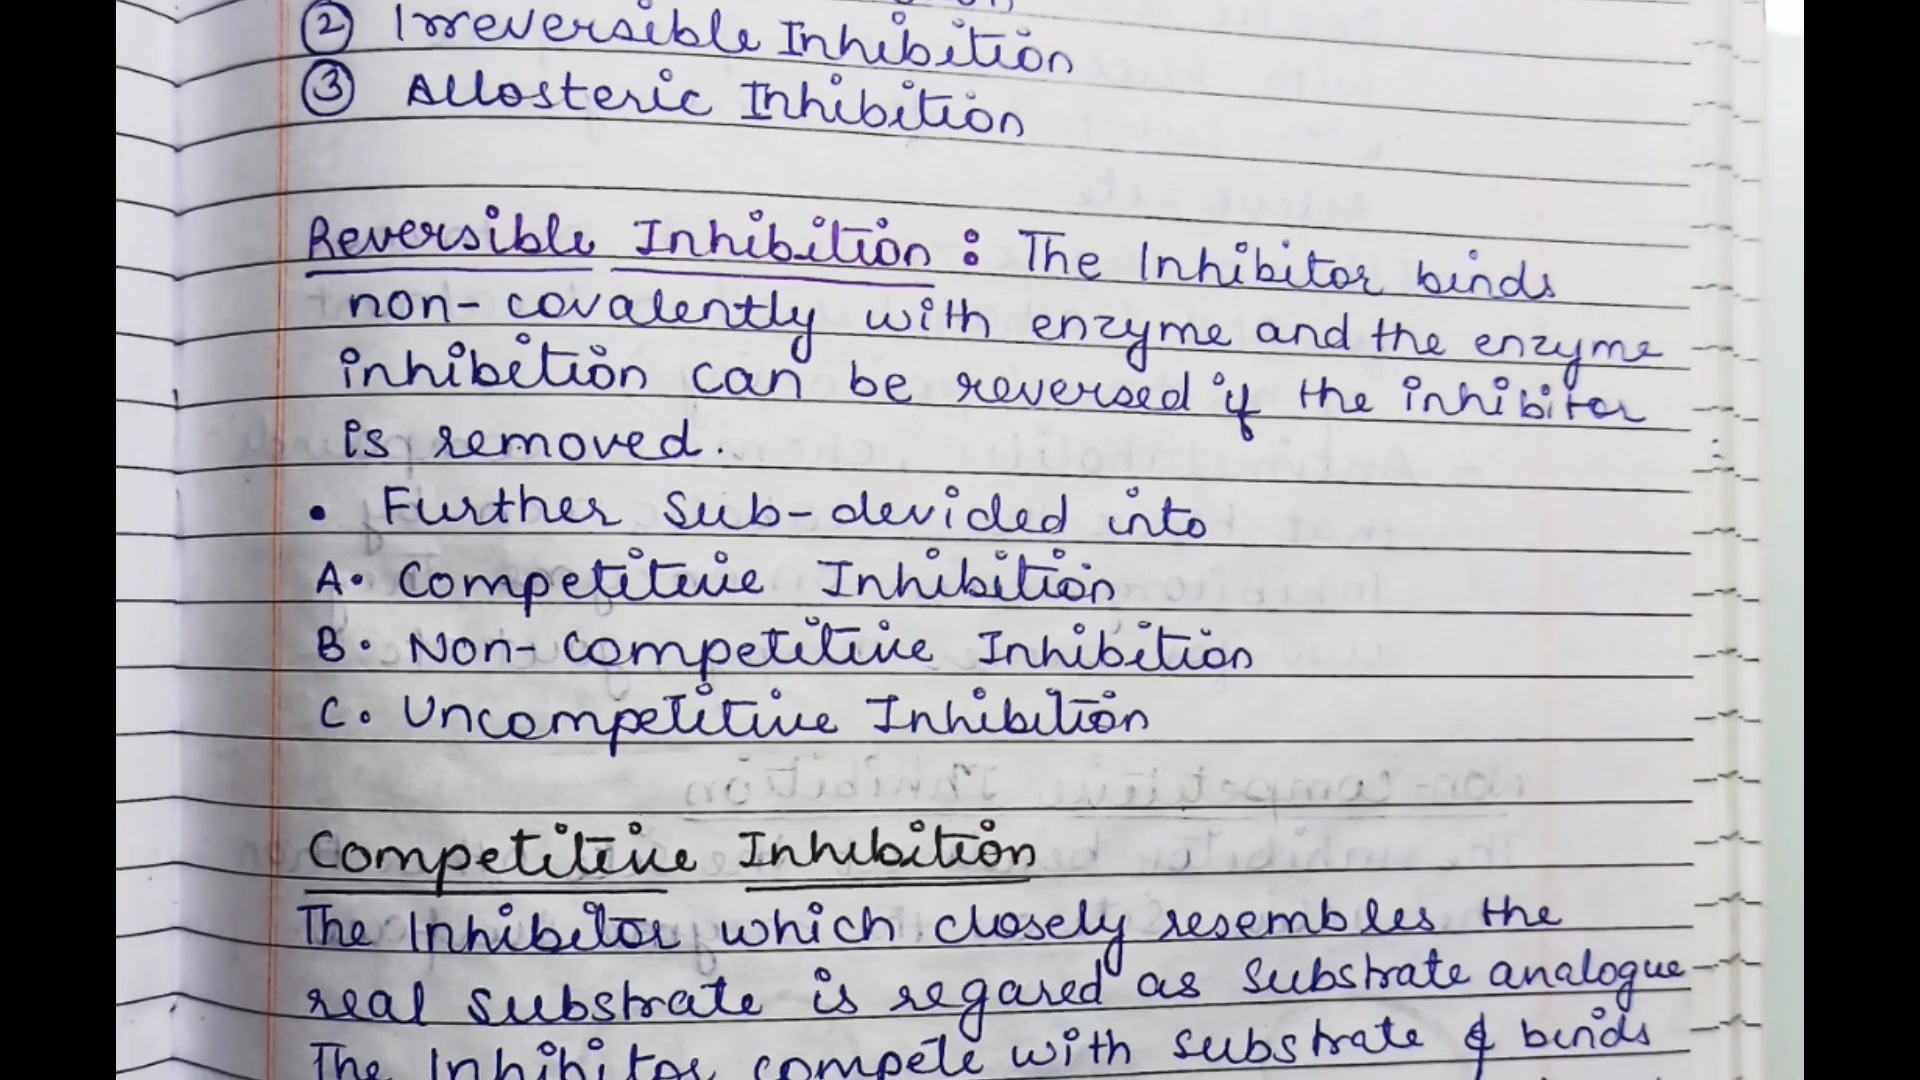 ② Irreversible Inhibition
③ Allosteric Inhibition
Reversible Inhibition : The Inhibitor binds
non-covalently with enzyme and the enzyme
inhibition can be reversed if the inhibitor
is removed.
• Further Sub-devided into
A. Competitive Inhibition
B. Non-competitive Inhibition
C. Uncompetitive Inhibition
Competitive Inhibition
The Inhibitor which closely resembles the
real substrate is regared as substrate analogue
The Inhibitor compete with substrate & binds